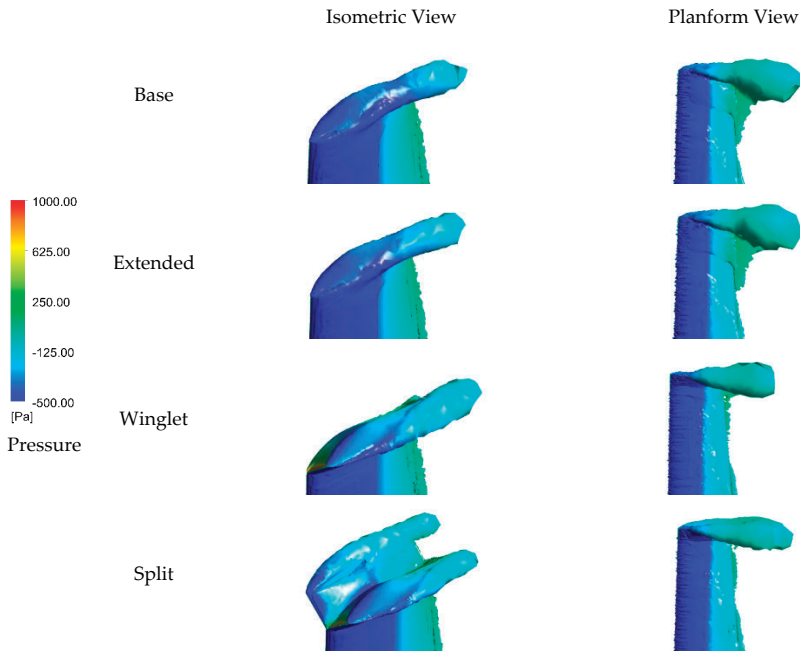 Isometric View
Planform View
Base
1000.00
625.00
Extended
250.00
-125.00
-500.00
[Pa]
Winglet
Pressure
Split